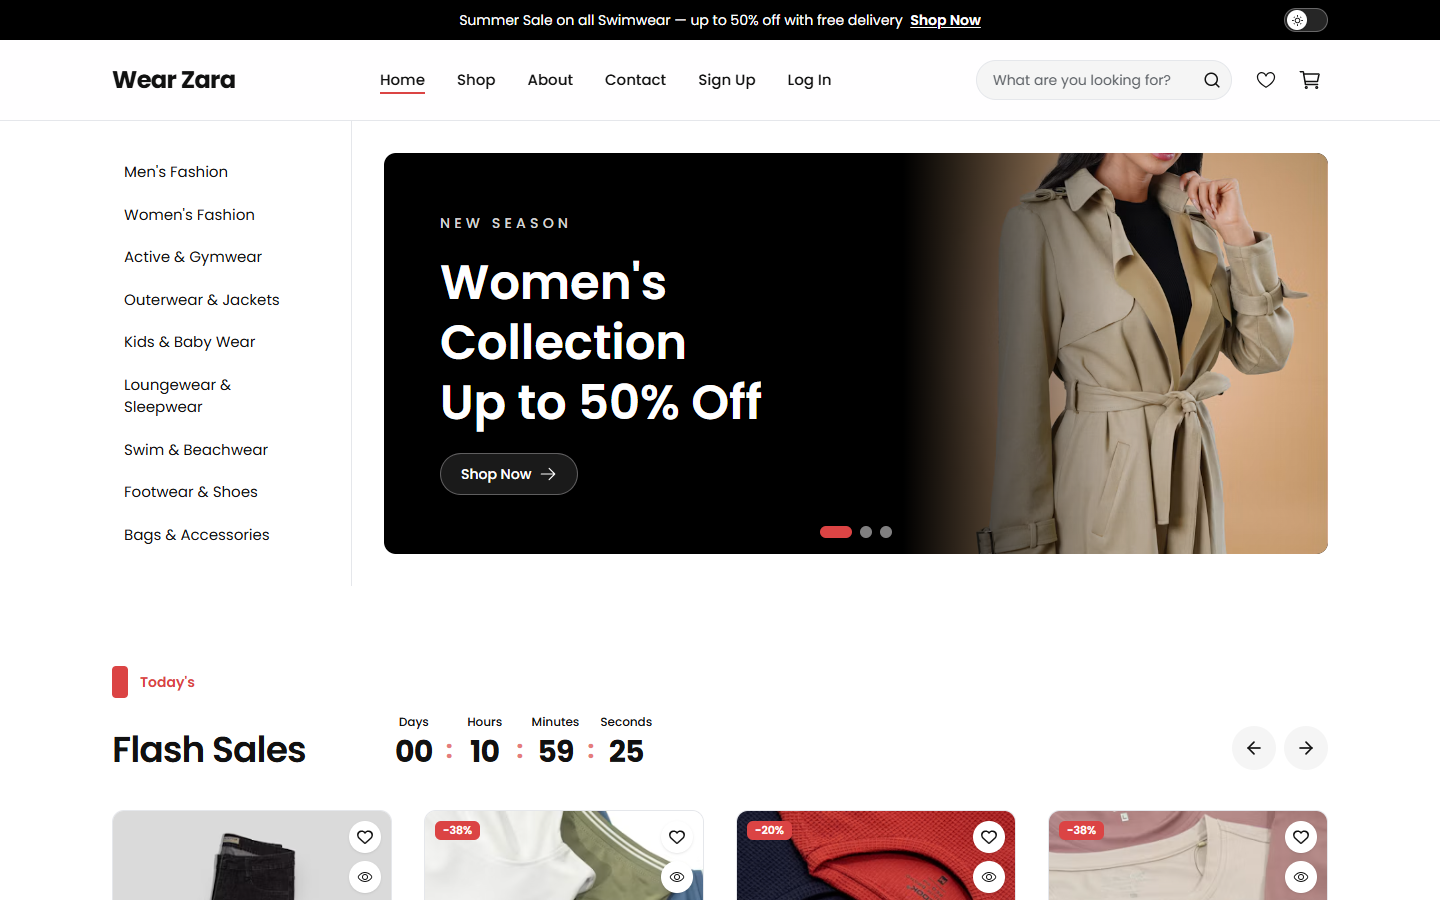 Summer Sale on all Swimwear — up to 50% off with free delivery Shop Now
Wear Zara
Home
Shop
About
Contact
Sign Up
Log In
What are you looking for?
Men's Fashion
Women's Fashion
Active & Gymwear
Outerwear & Jackets
Kids & Baby Wear
Loungewear &
Sleepwear
Swim & Beachwear
Footwear & Shoes
Bags & Accessories
NEW SEASON
Women's
Collection
Up to 50% Off
Shop Now
Today's
Flash Sales
Days
Hours
Minutes
Seconds
00 : 10 : 59 : 25
-38%
-20%
-38%